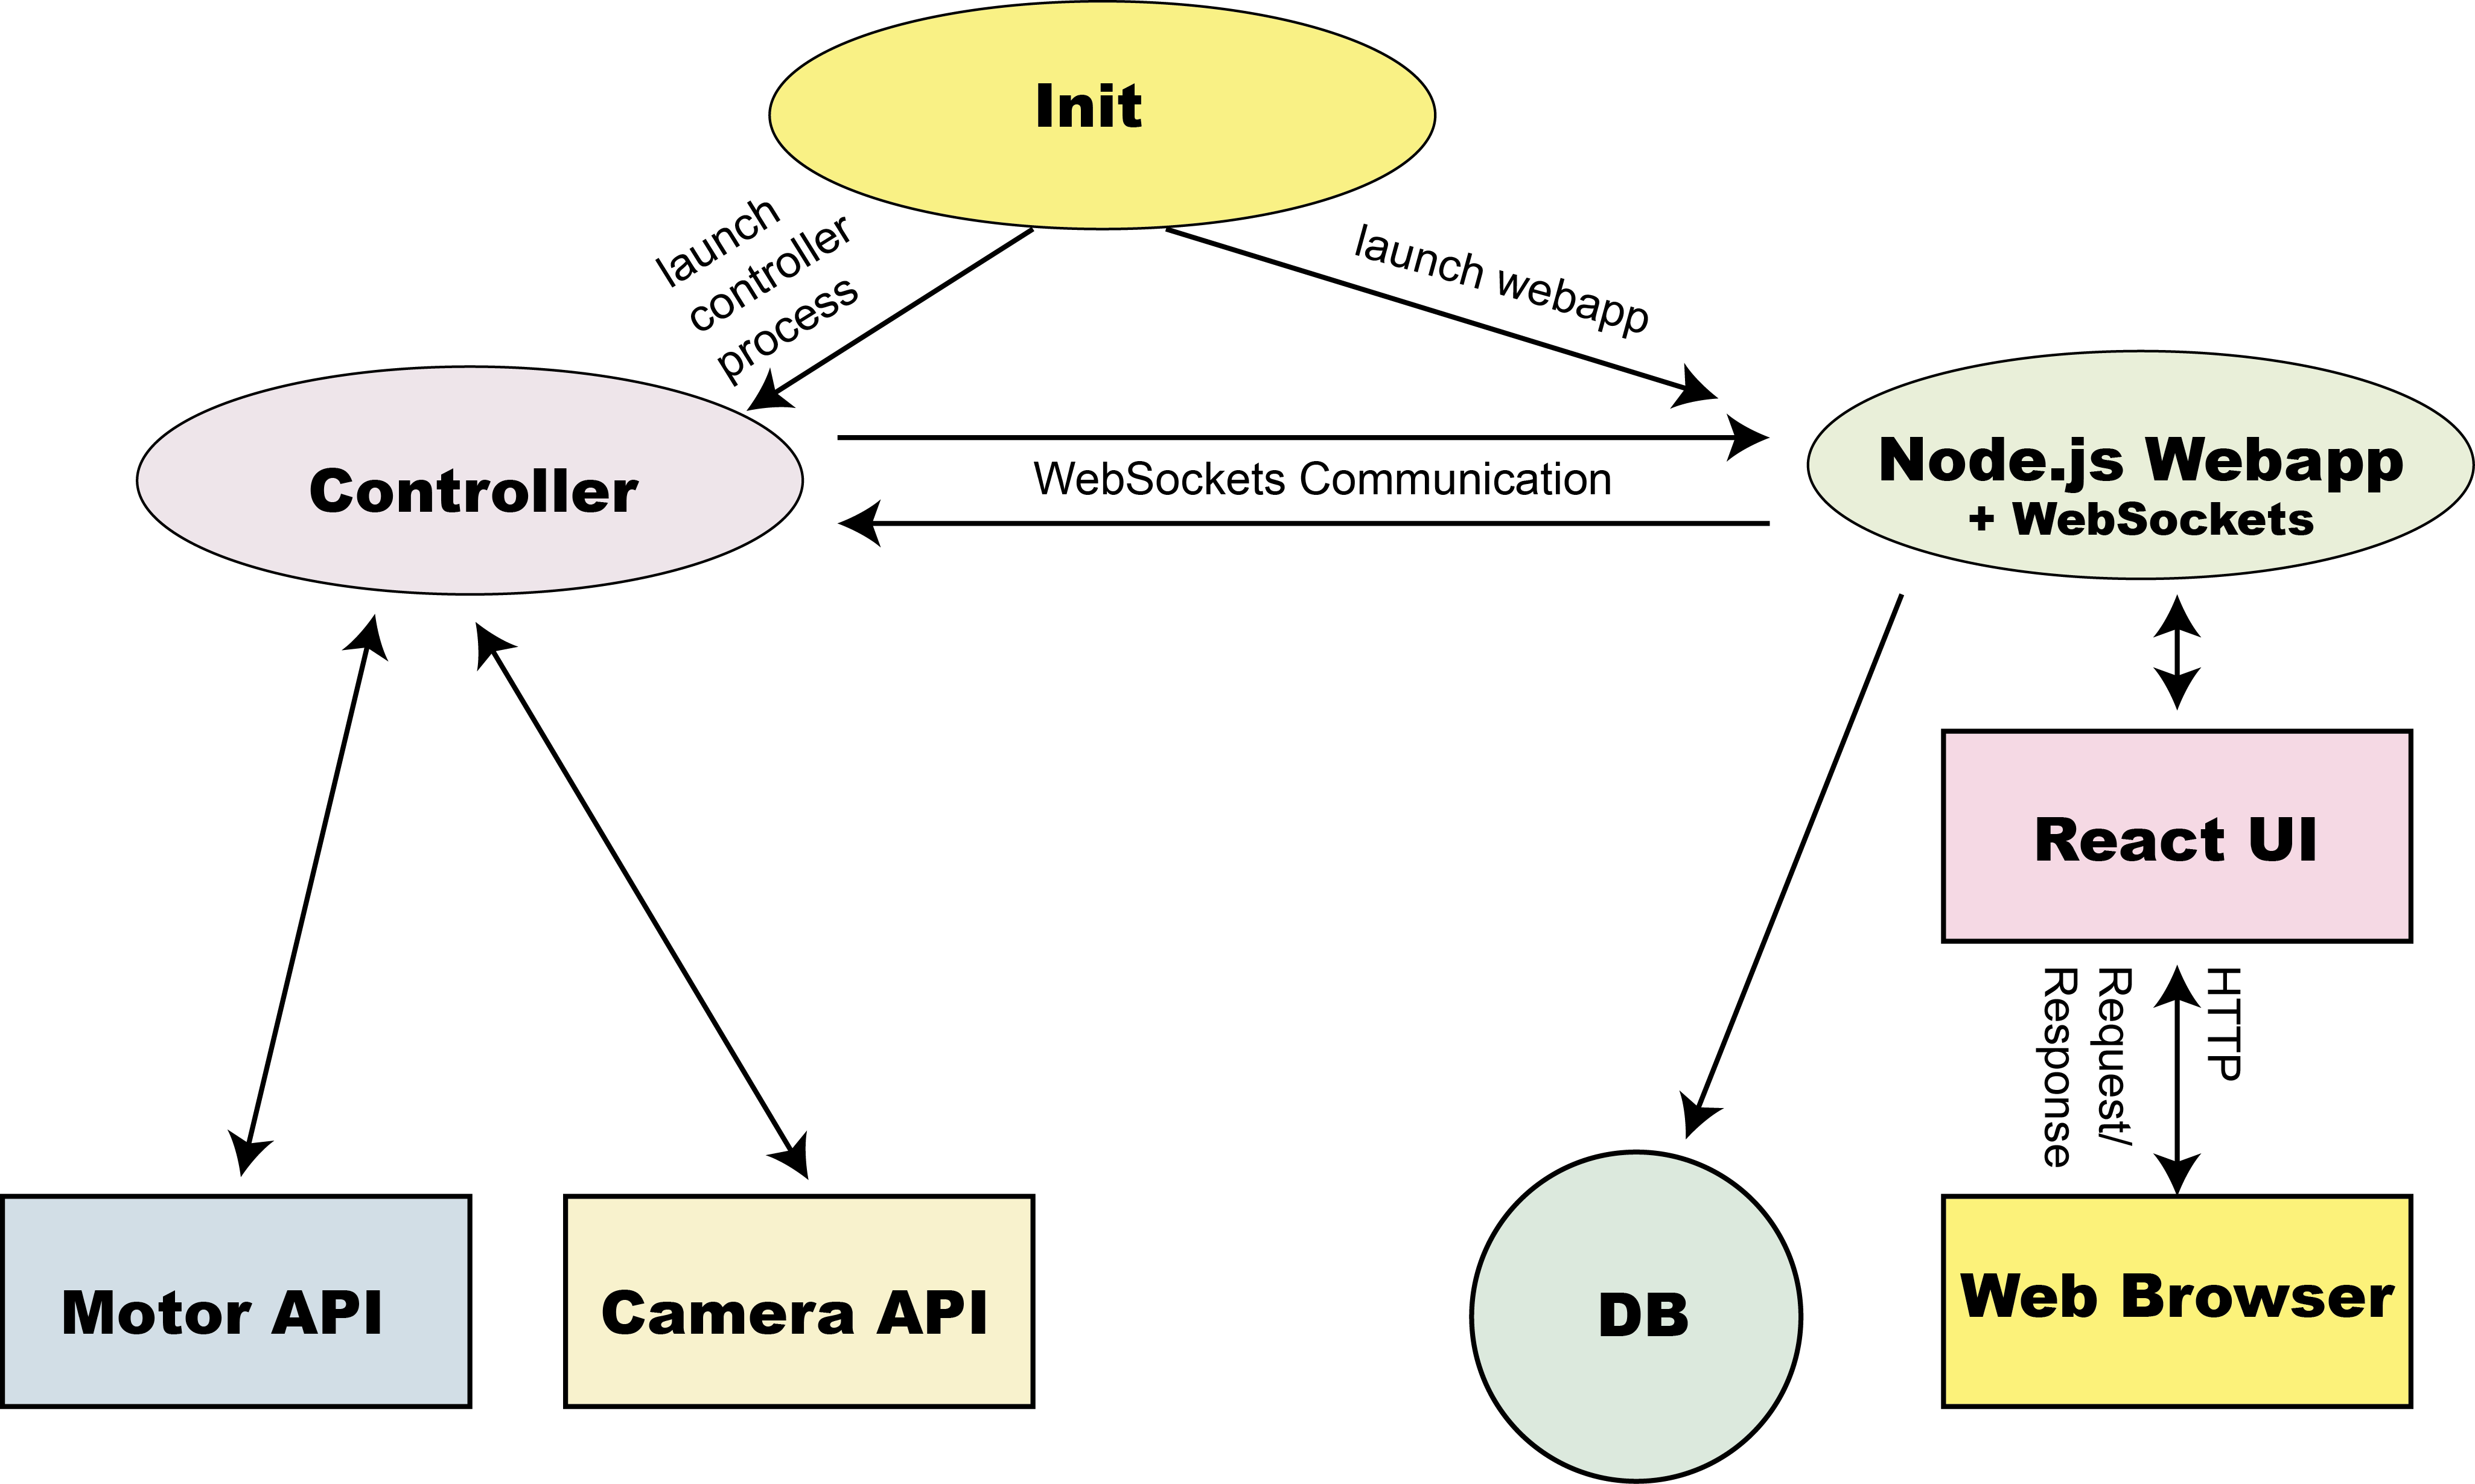 Init
launch
controller
process
launch webapp
Controller
WebSockets Communication
Node.js Webapp
+ WebSockets
React UI
HTTP
Request/
Response
Motor API
Camera API
DB
Web Browser